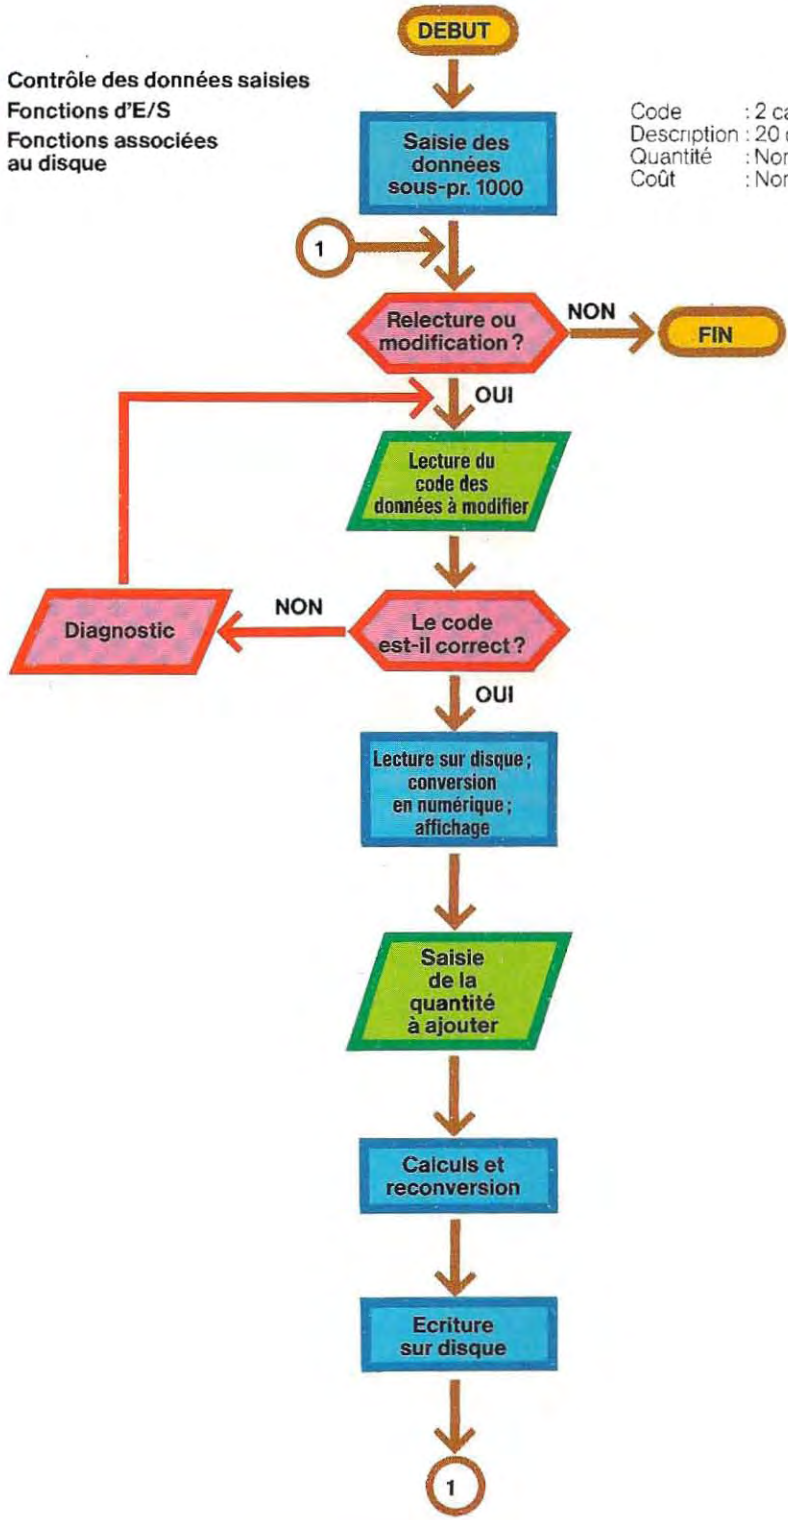 DEBUT
Contrôle des données saisies
Fonctions d'E/S
Fonctions associées
au disque
Code : 2
Description : 20
Quantité :
Coût :
Saisie des
données
sous-pr. 1000
1
Relecture ou
modification ?
NON
FIN
OUI
Lecture du
code des
données à modifier
Diagnostic
NON
Le code
est-il correct ?
OUI
Lecture sur disque ;
conversion
en numérique ;
affichage
Saisie
de la
quantité
à ajouter
Calculs et
reconversion
Ecriture
sur disque
1